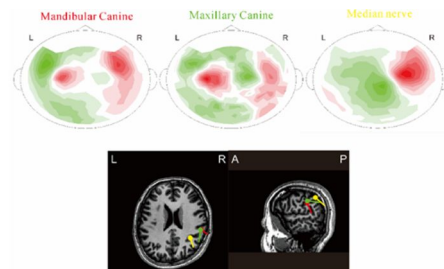 Mandibular Canine
Maxillary Canine
Median nerve
L R
L R
L R
L R
A P